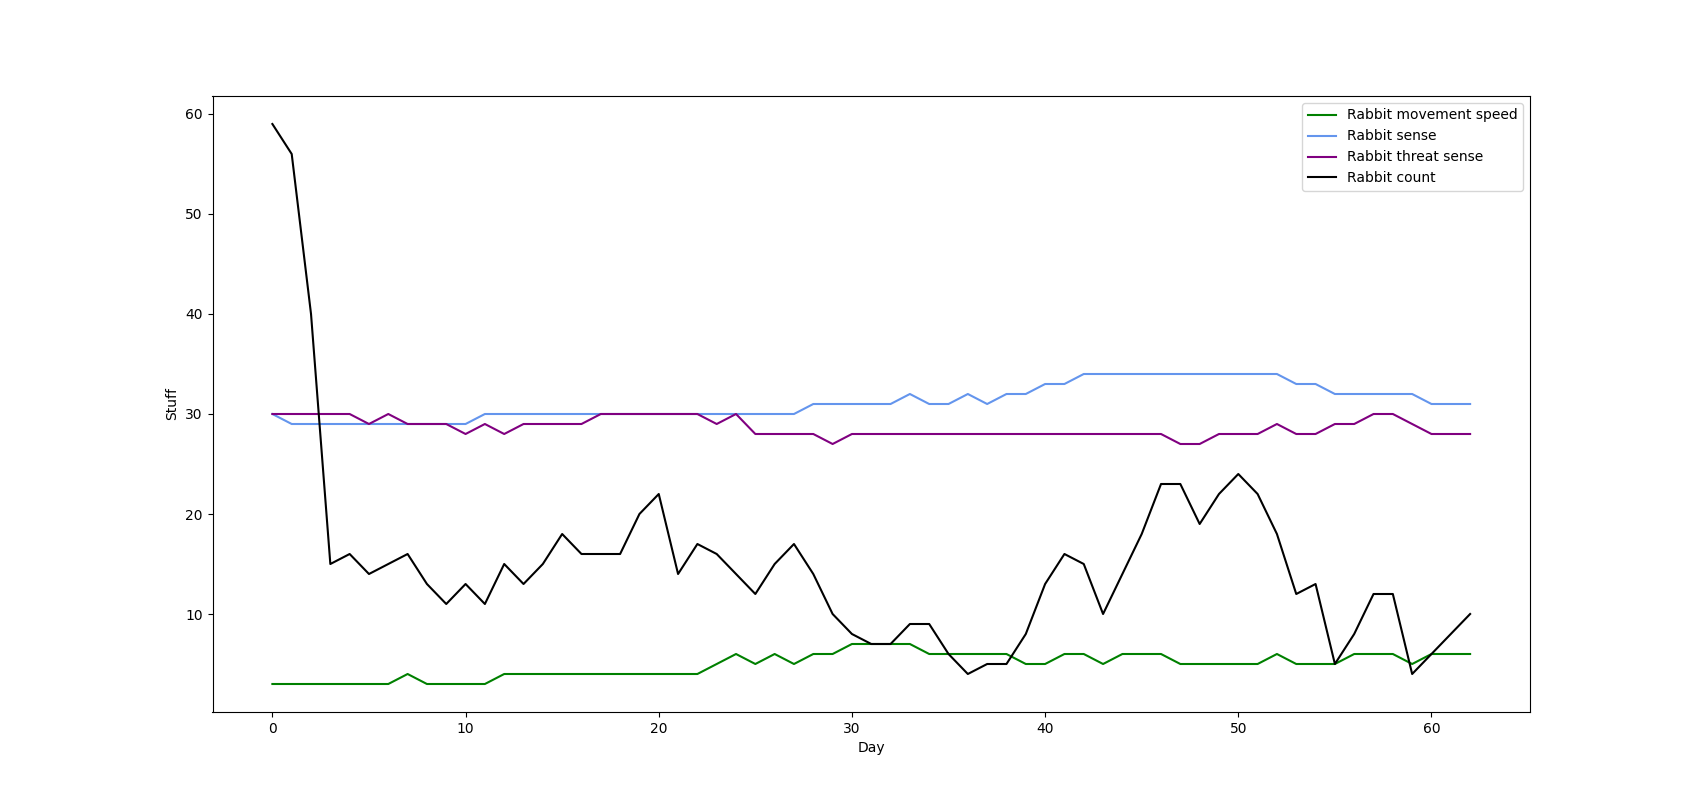 60
50
40
30
20
10
Stuff
Rabbit movement speed
Rabbit sense
Rabbit threat sense
Rabbit count
0 10 20 30 40 50 60
Day